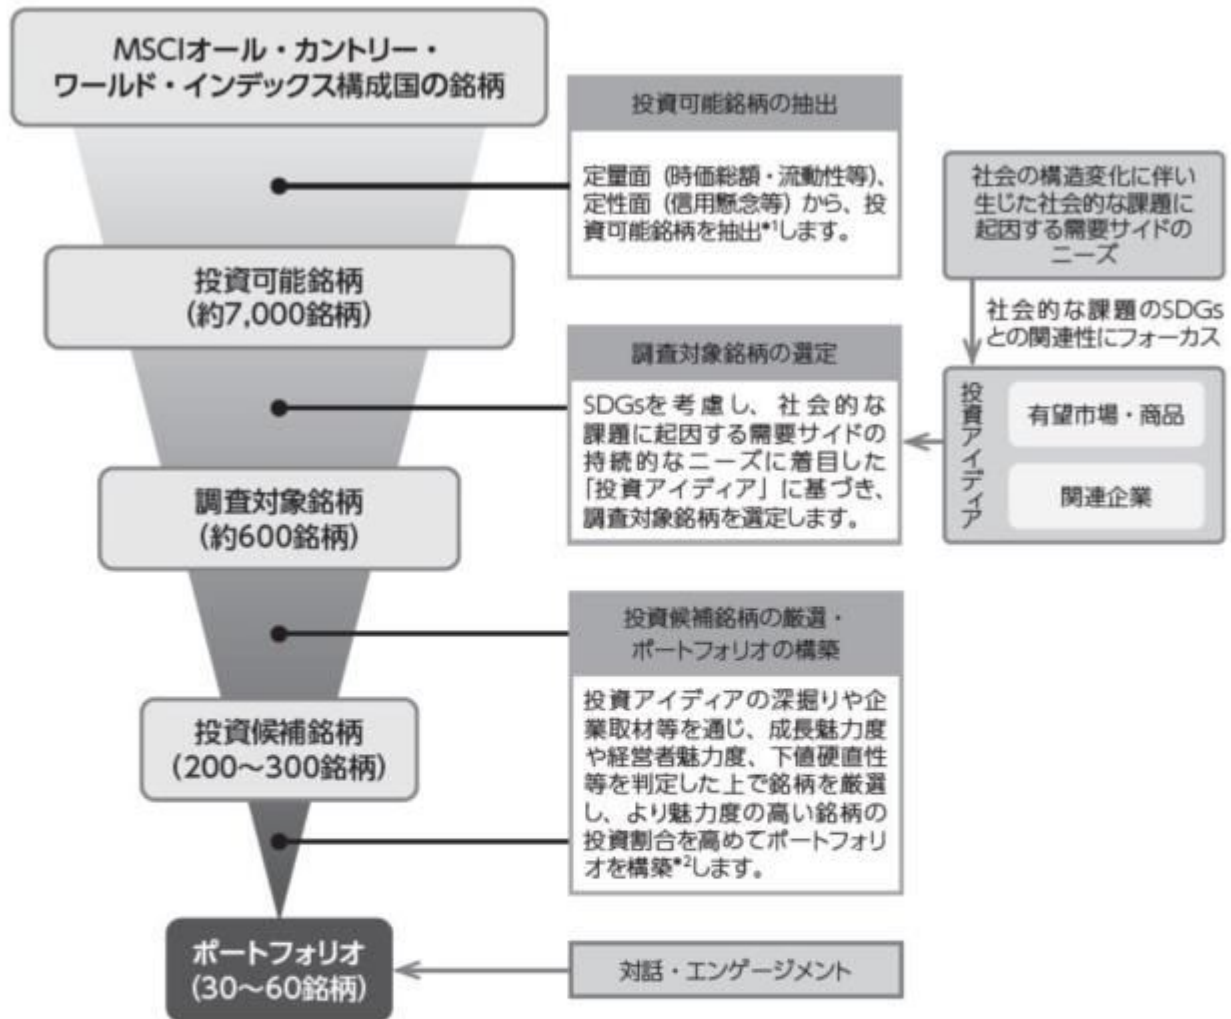 MSCIオール・カントリー・
ワールド・インデックス構成国の銘柄
投資可能銘柄の抽出
定量面（時価総額・流動性等）、
定性面（信用懸念等）から、投
資可能銘柄を抽出*1します。
社会の構造変化に伴い
生じた社会的な課題に
起因する需要サイドの
ニーズ
投資可能銘柄
(約7,000銘柄)
社会的な課題のSDGs
との関連性にフォーカス
調査対象銘柄の選定
SDGsを考慮し、社会的な
課題に起因する需要サイドの
持続的なニーズに着目した
「投資アイディア」に基づき、
調査対象銘柄を選定します。
投資アイディア
有望市場・商品
関連企業
調査対象銘柄
(約600銘柄)
投資候補銘柄の厳選・
ポートフォリオの構築
投資アイディアの深掘りや企
業取材等を通じ、成長魅力度
や経営者魅力度、下値硬直性
等を判定した上で銘柄を厳選
し、より魅力度の高い銘柄の
投資割合を高めてポートフォリ
オを構築*2します。
投資候補銘柄
(200～300銘柄)
ポートフォリオ
(30～60銘柄)
対話・エンゲージメント